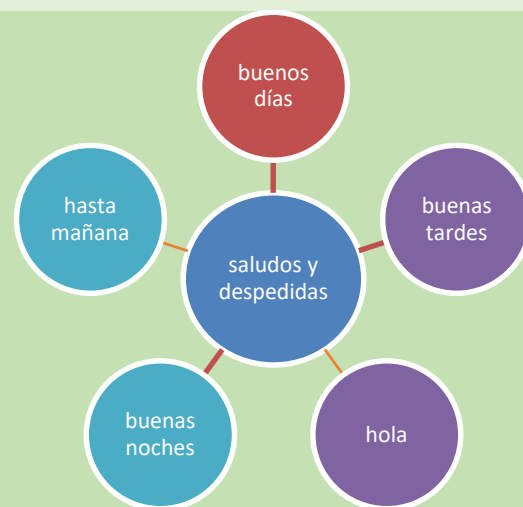 buenos
días
hasta
mañana
buenas
tardes
saludos y
despedidas
buenas
noches
hola